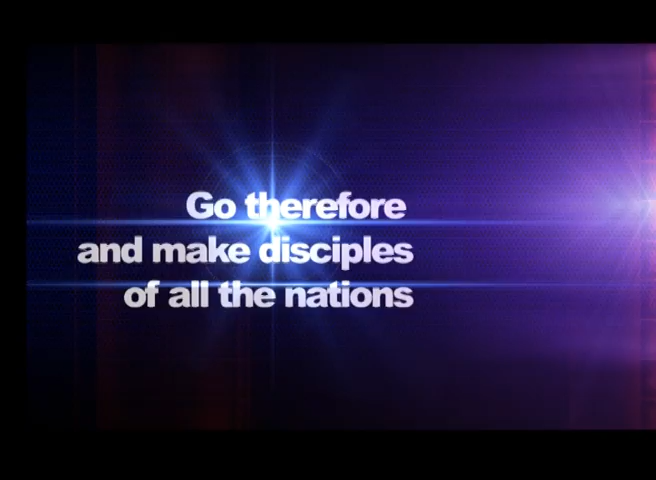 Go therefore
and make disciples
of all the nations